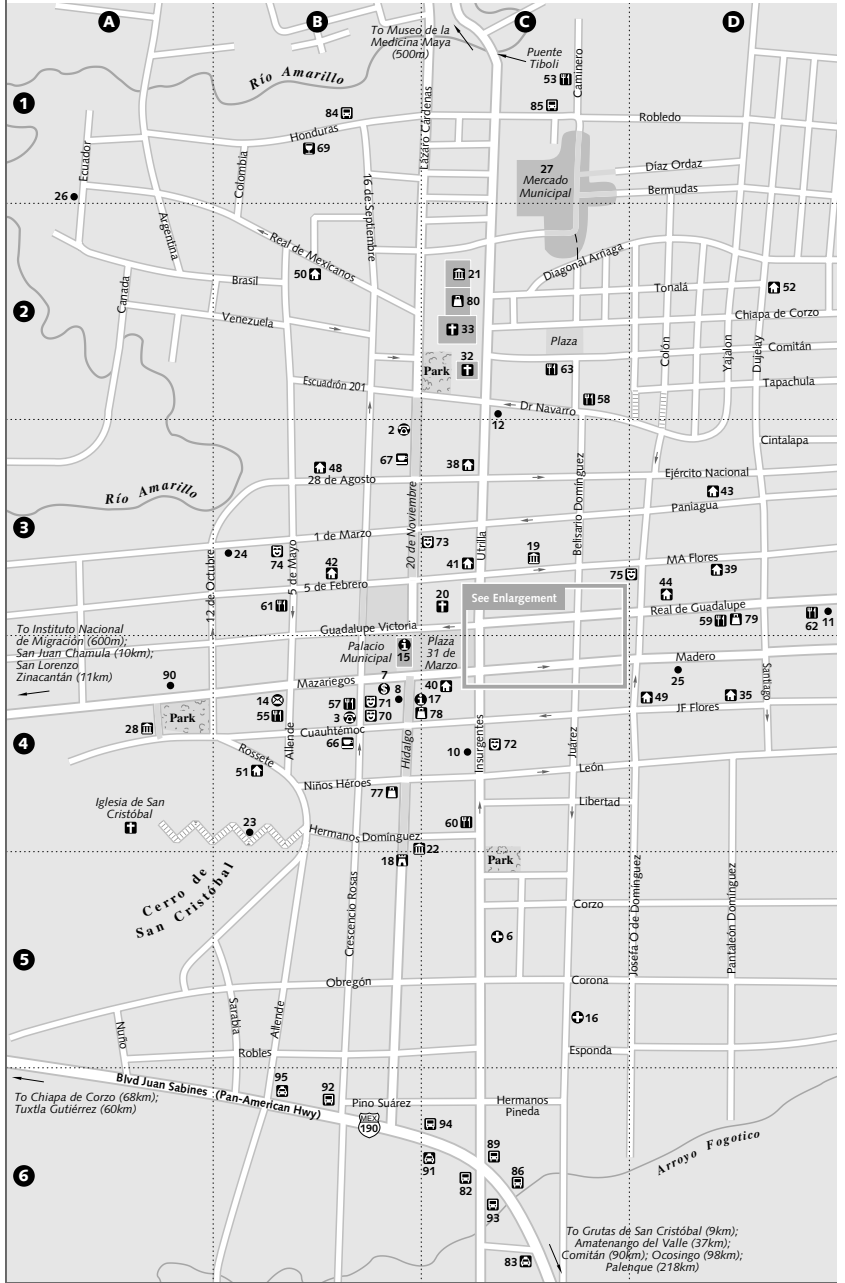 A
B
C
D
To Museo de la
Medicina Maya
(500m)
Puente
Tiboli
53
Caminero
Río Amarillo
1
84
85
Robledo
Honduras
69
Lázaro Cárdenas
Ecuador
Colombia
27
Mercado
Municipal
Díaz Ordaz
Bermudas
26
16 de Septiembre
Argentina
Real de Mexicanos
Diagonal Arriaga
50
21
Brasil
Canada
80
Tonalá
52
2
Venezuela
33
Chiapa de Corzo
Plaza
Colón
Yajalon
Dujelay
Comitán
32
Park
63
Escuadrón 201
Tapachula
58
Dr Navarro
12
2
Cintalapa
67
48
38
28 de Agosto
Ejército Nacional
Río Amarillo
43
20 de Noviembre
Belisario Domínguez
Paniagua
3
1 de Marzo
Utrilla
73
19
24
74
MA Flores
12 de Octubre
5 de Mayo
42
41
75
39
5 de Febrero
44
20
See Enlargement
61
Real de Guadalupe
59
79
62
11
Guadalupe Victoria
To Instituto Nacional
de Migración (600m);
San Juan Chamula (10km);
San Lorenzo
Zinacantán (11km)
Palacio
Municipal
15
Plaza
31 de
Marzo
Madero
25
Santiago
90
Mazariegos
7
8
40
49
35
14
57
71
17
55
3
70
78
JF Flores
28
Park
Cuauhtémoc
4
66
Allende
Hidalgo
10
Insurgentes
72
Juárez
Rossete
51
León
Niños Héroes
77
Libertad
Iglesia de San
Cristóbal
23
60
Hermanos Domínguez
22
18
Park
Cerro de
San Cristóbal
Crescencio Rosas
Josefa O de Domínguez
Pantaleón Domínguez
Corzo
6
5
Obregón
Corona
Nuño
Sarabia
Allende
16
Robles
Esponda
Blvd Juan Sabines (Pan-American Hwy)
95
92
To Chiapa de Corzo (68km);
Tuxtla Gutiérrez (60km)
Pino Suárez
Hermanos
Pineda
MEX
190
94
Arroyo Fogotico
89
91
86
6
82
93
To Grutas de San Cristóbal (9km);
Amatenango del Valle (37km);
Comitán (90km); Ocosingo (98km);
Palenque (218km)
83